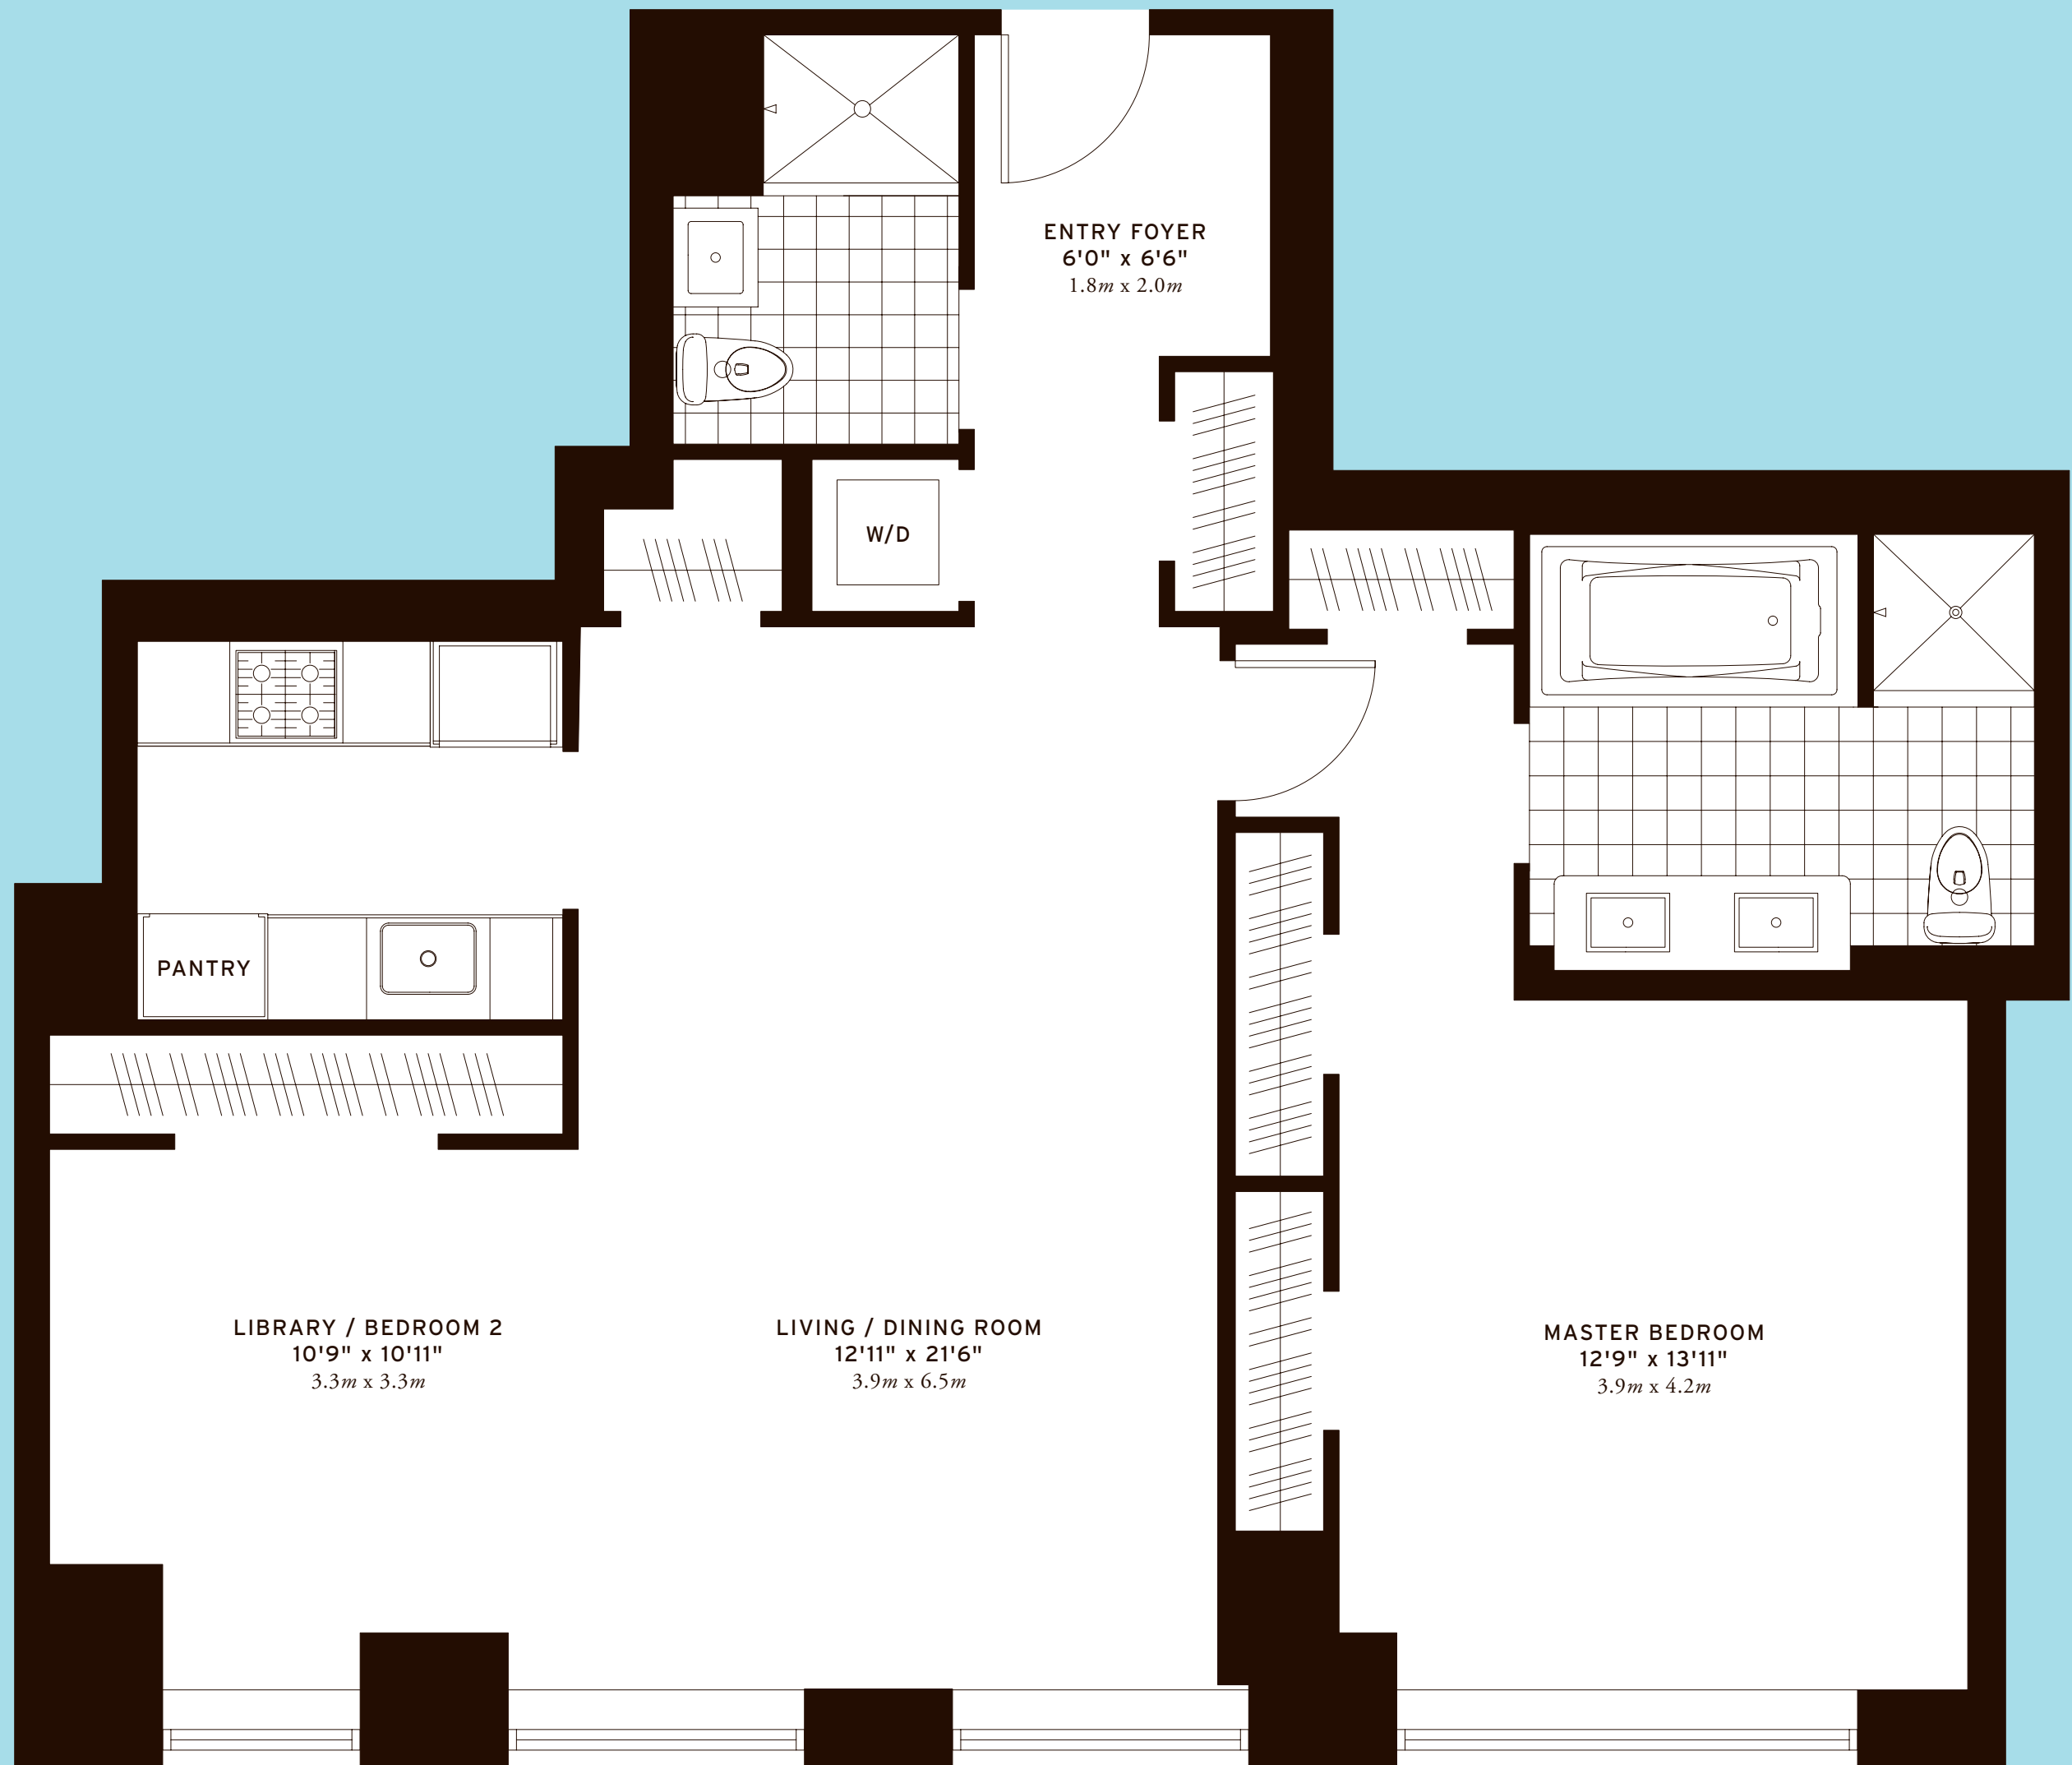 ENTRY FOYER
6'0" x 6'6"
1.8m x 2.0m
W/D
PANTRY
LIBRARY / BEDROOM 2
10'9" x 10'11"
3.3m x 3.3m
LIVING / DINING ROOM
12'11" x 21'6"
3.9m x 6.5m
MASTER BEDROOM
12'9" x 13'11"
3.9m x 4.2m